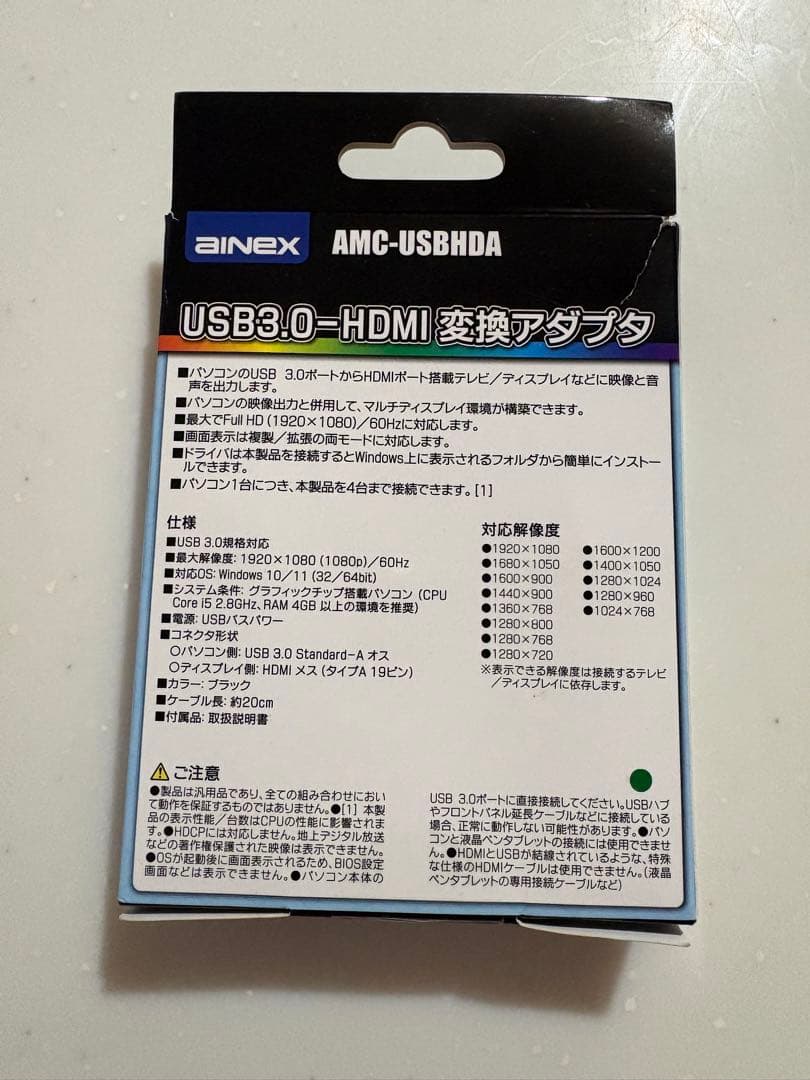 AINEX AMC-USBHDA
USB3.0-HDMI 変換アダプタ
■パソコンのUSB 3.0ポートからHDMIポート搭載テレビ/ディスプレイなどに映像と音
声を出力します。
■パソコンの映像出力と併用して、マルチディスプレイ環境が構築できます。
■最大でFull HD (1920×1080)/60Hzに対応します。
■画面表示は複製/拡張の両モードに対応します。
■ドライバは本製品を接続するとWindows上に表示されるフォルダから簡単にインストー
ルできます。
■パソコン1台につき、本製品を4台まで接続できます。[1]
仕様
■USB 3.0規格対応
■最大解像度: 1920×1080 (1080p)/60Hz
■対応OS: Windows 10/11 (32/64bit)
■システム条件: グラフィックチップ搭載パソコン (CPU
Core i5 2.8GHz、RAM 4GB 以上の環境を推奨)
■電源: USBバスパワー
■コネクタ形状
○パソコン側: USB 3.0 Standard-A オス
○ディスプレイ側: HDMI メス (タイプA 19ピン)
■カラー: ブラック
■ケーブル長: 約20cm
■付属品: 取扱説明書
対応解像度
●1920×1080
●1680×1050
●1600×900
●1440×900
●1360×768
●1280×800
●1280×768
●1280×720
●1600×1200
●1400×1050
●1280×1024
●1280×960
●1024×768
※表示できる解像度は接続するテレビ
/ディスプレイに依存します。
⚠ご注意
●製品は汎用品であり、全ての組み合わせにおい
て動作を保証するものではありません。●[1] 本製
品の表示性能/台数はCPUの性能に影響されま
す。●HDCPには対応しません。地上デジタル放送
などの著作権保護された映像は表示できません。
●OSが起動後に画面表示されるため、BIOS設定
画面などは表示できません。●パソコン本体の
USB 3.0ポートに直接接続してください。USBハブ
やフロントパネル延長ケーブルなどに接続している
場合、正常に動作しない可能性があります。●パソ
コンと液晶ペンタブレットの接続には使用できませ
ん。●HDMIとUSBが結線されているような、特殊
な仕様のHDMIケーブルは使用できません。(液晶
ペンタブレットの専用接続ケーブルなど)